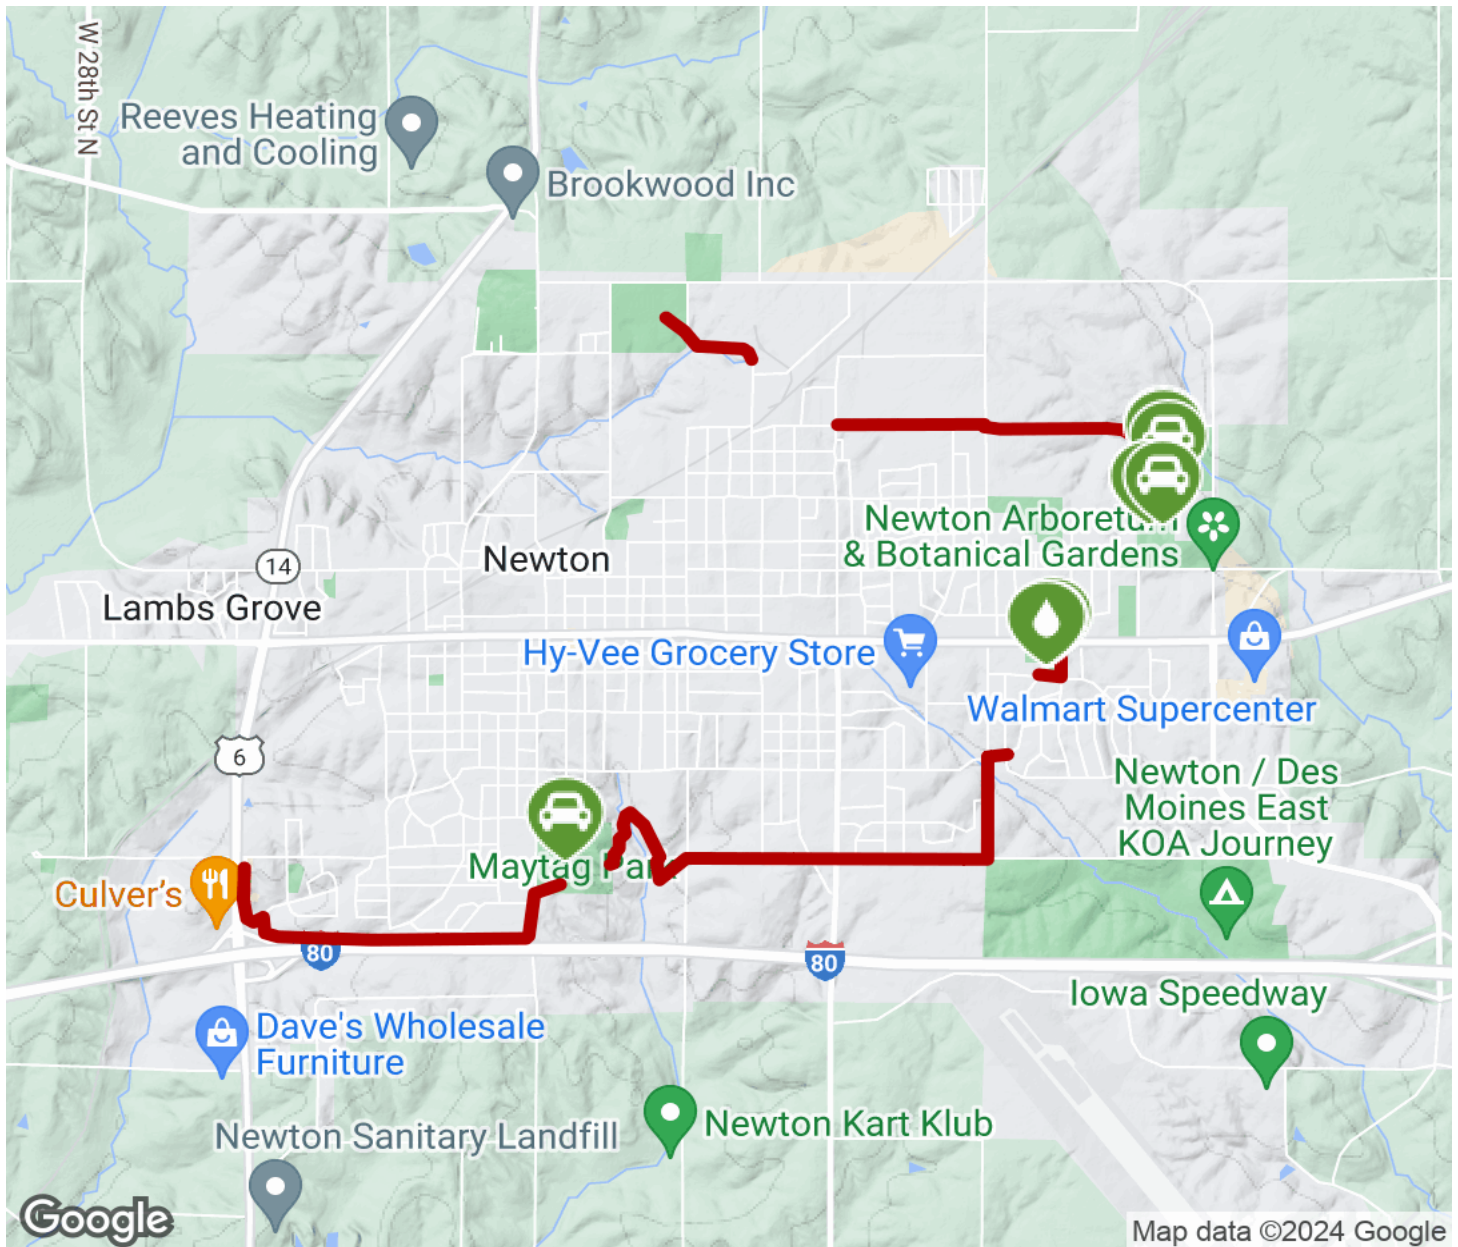 W 28th St N
Reeves Heating
and Cooling
Brookwood Inc
Newton Arboretum
& Botanical Gardens
Newton
14
Lambs Grove
Hy-Vee Grocery Store
Walmart Supercenter
6
Newton / Des
Moines East
KOA Journey
Maytag Park
Culver's
80
80
Iowa Speedway
Dave's Wholesale
Furniture
Newton Kart Klub
Newton Sanitary Landfill
Google
Map data ©2024 Google